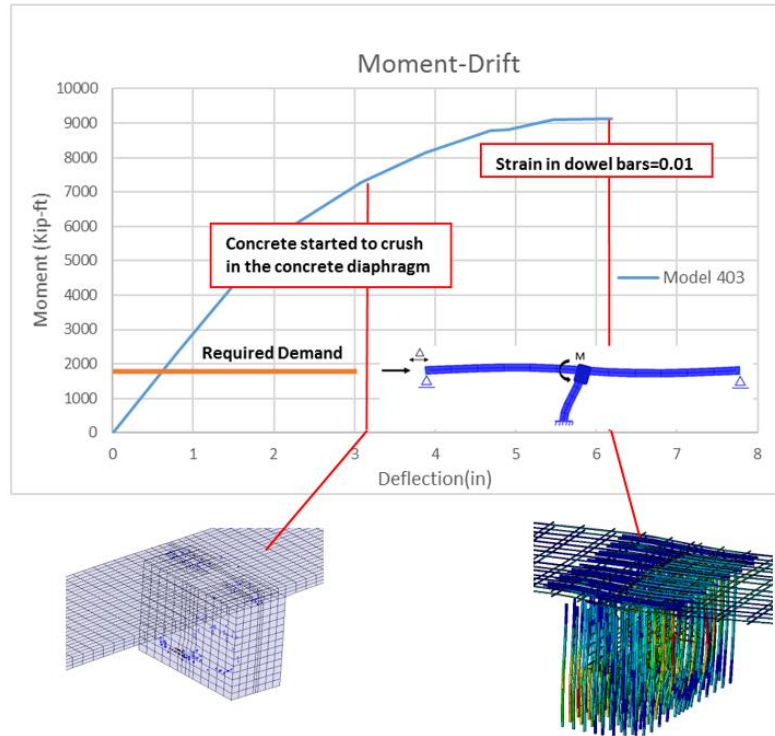 Moment-Drift
Moment (Kip-ft)
10000
9000
8000
7000
6000
5000
4000
3000
2000
1000
0
Strain in dowel bars=0.01
Concrete started to crush
in the concrete diaphragm
Model 403
Required Demand
Δ
M
0 1 2 3 4 5 6 7 8
Deflection(in)